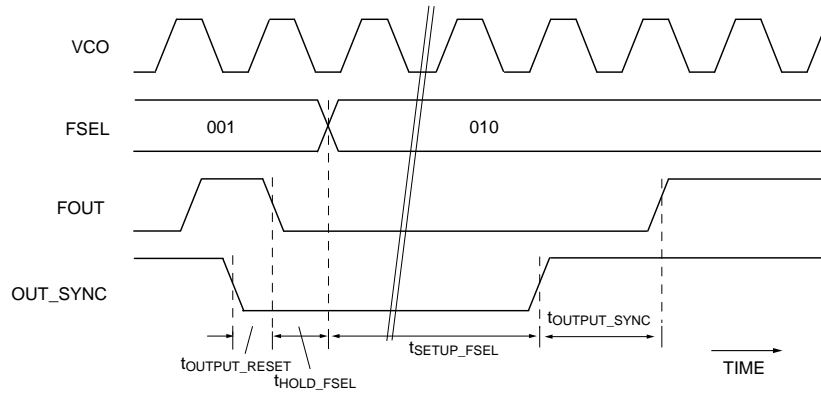 VCO
FSEL
001
010
FOUT
OUT_SYNC
tOUTPUT_RESET
tHOLD_FSEL
tSETUP_FSEL
tOUTPUT_SYNC
TIME